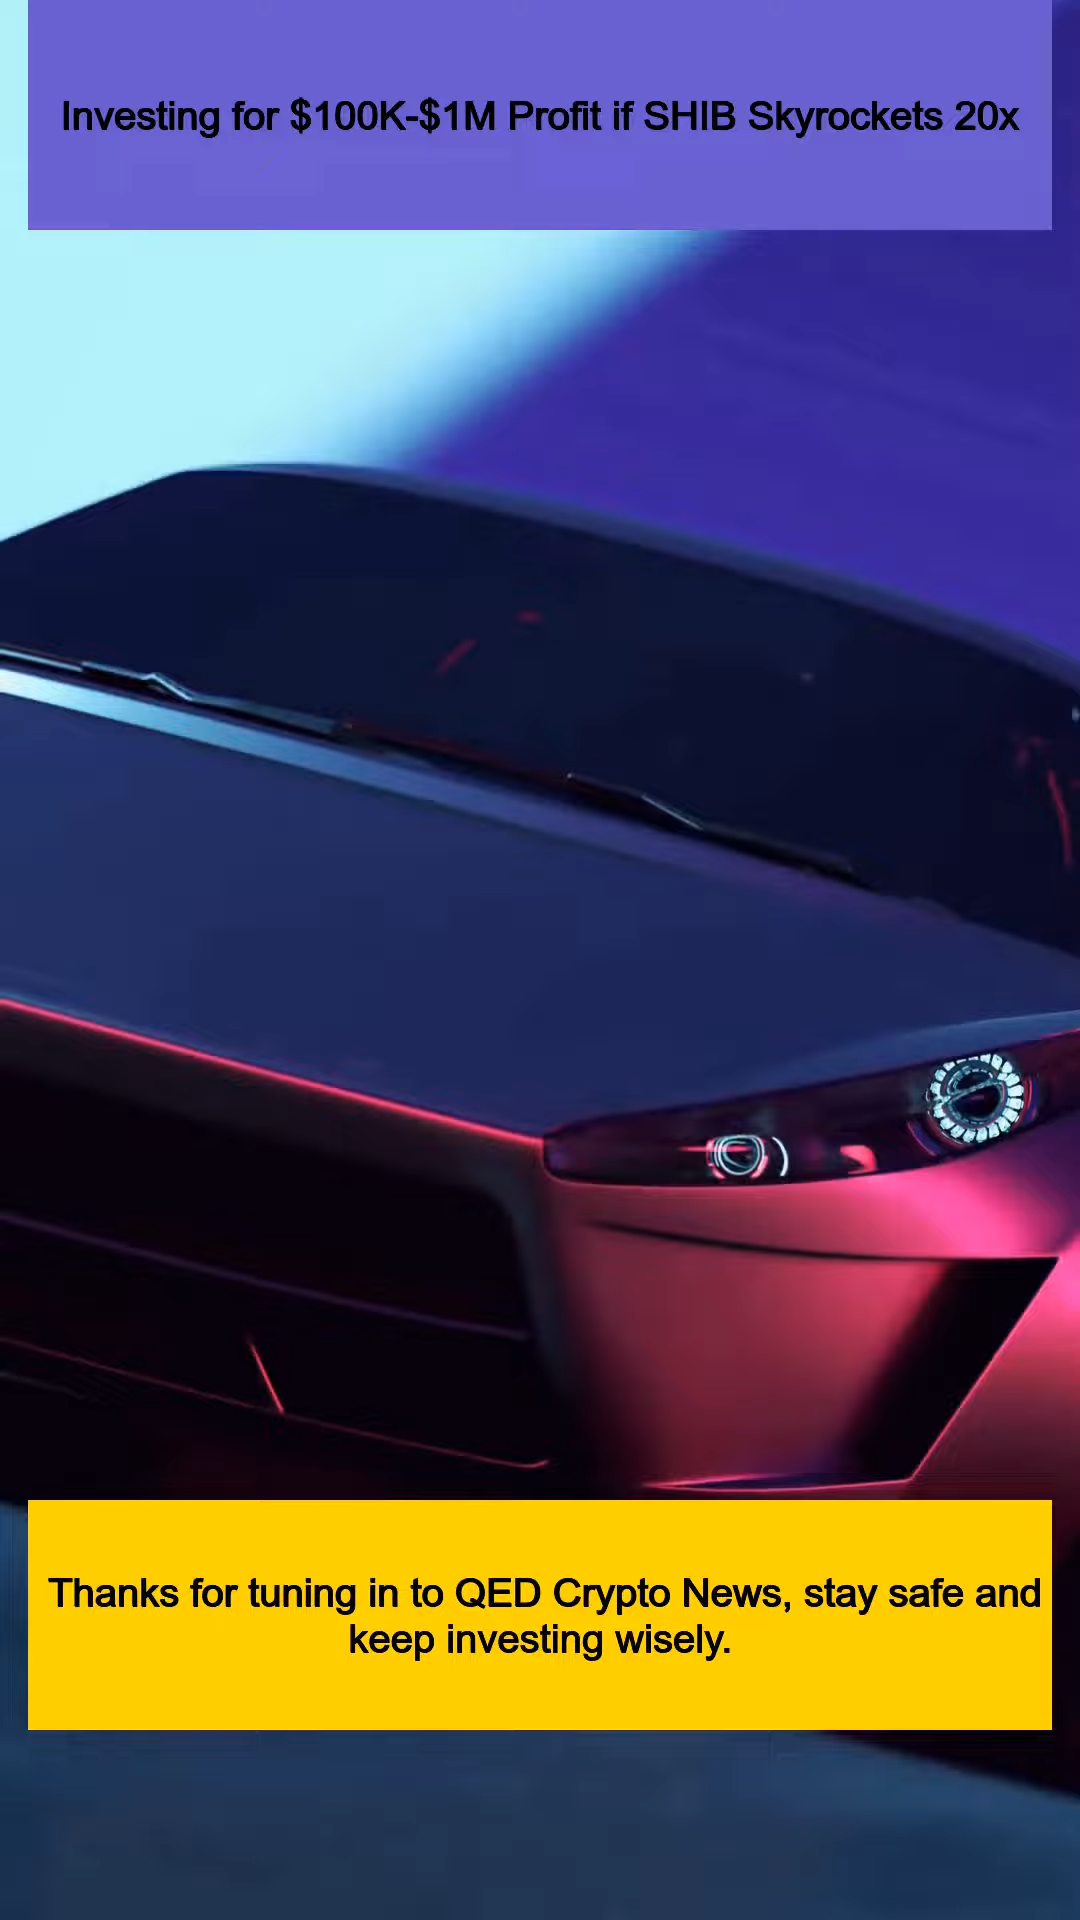 Investing for $100K-$1M Profit if SHIB Skyrockets 20x
Thanks for tuning in to QED Crypto News, stay safe and
keep investing wisely.